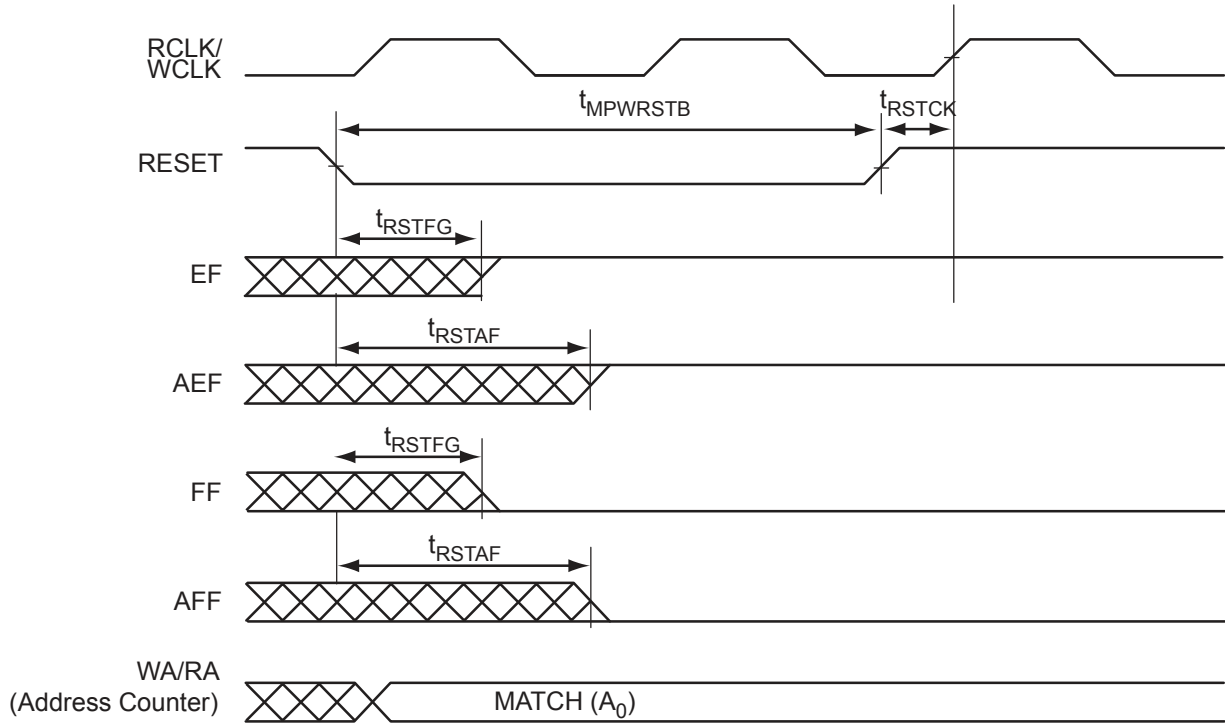 RCLK/
WCLK
tMPWRSTB
tRSTCK
RESET
tRSTFG
EF
tRSTAF
AEF
tRSTFG
FF
tRSTAF
AFF
WA/RA
(Address Counter)
MATCH (A0)